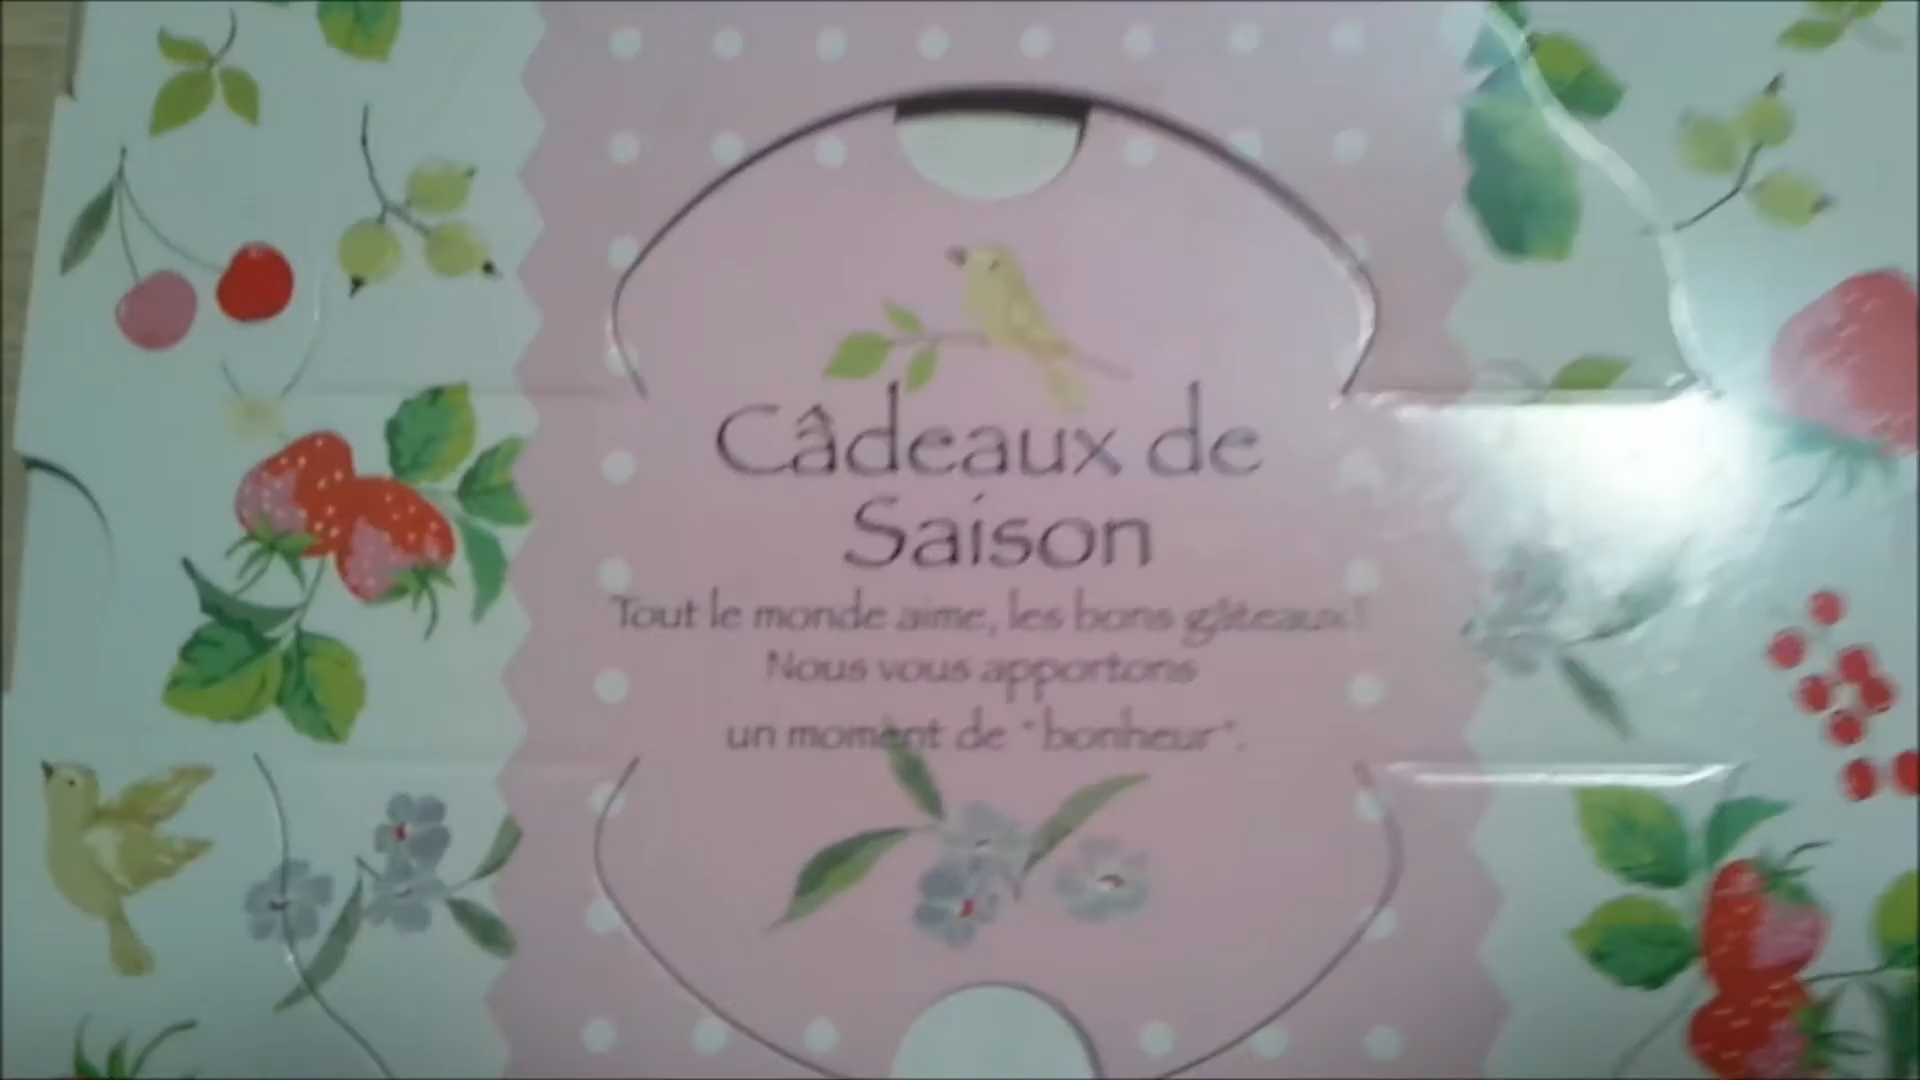 Câdeaux de
Saison
Tout le monde aime, les bons gâteaux!
Nous vous apportons
un moment de "bonheur".